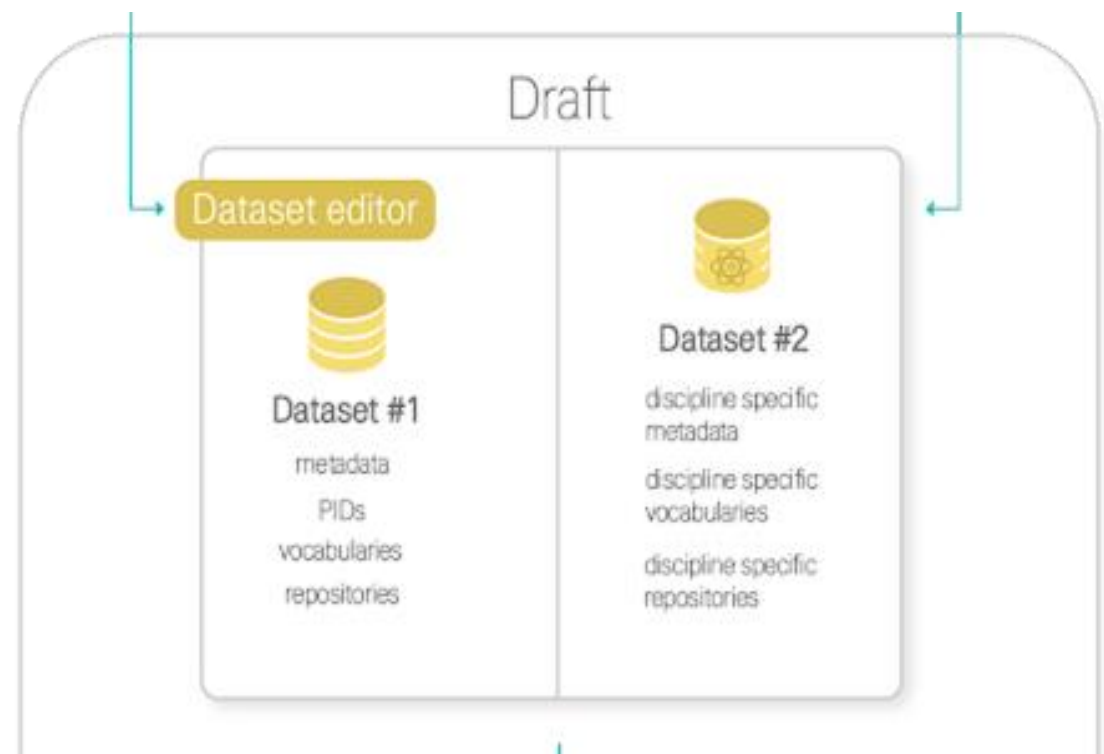 Draft
Dataset editor
Dataset #1
metadata
PIDs
vocabularies
repositories
Dataset #2
discipline specific
metadata
discipline specific
vocabularies
discipline specific
repositories